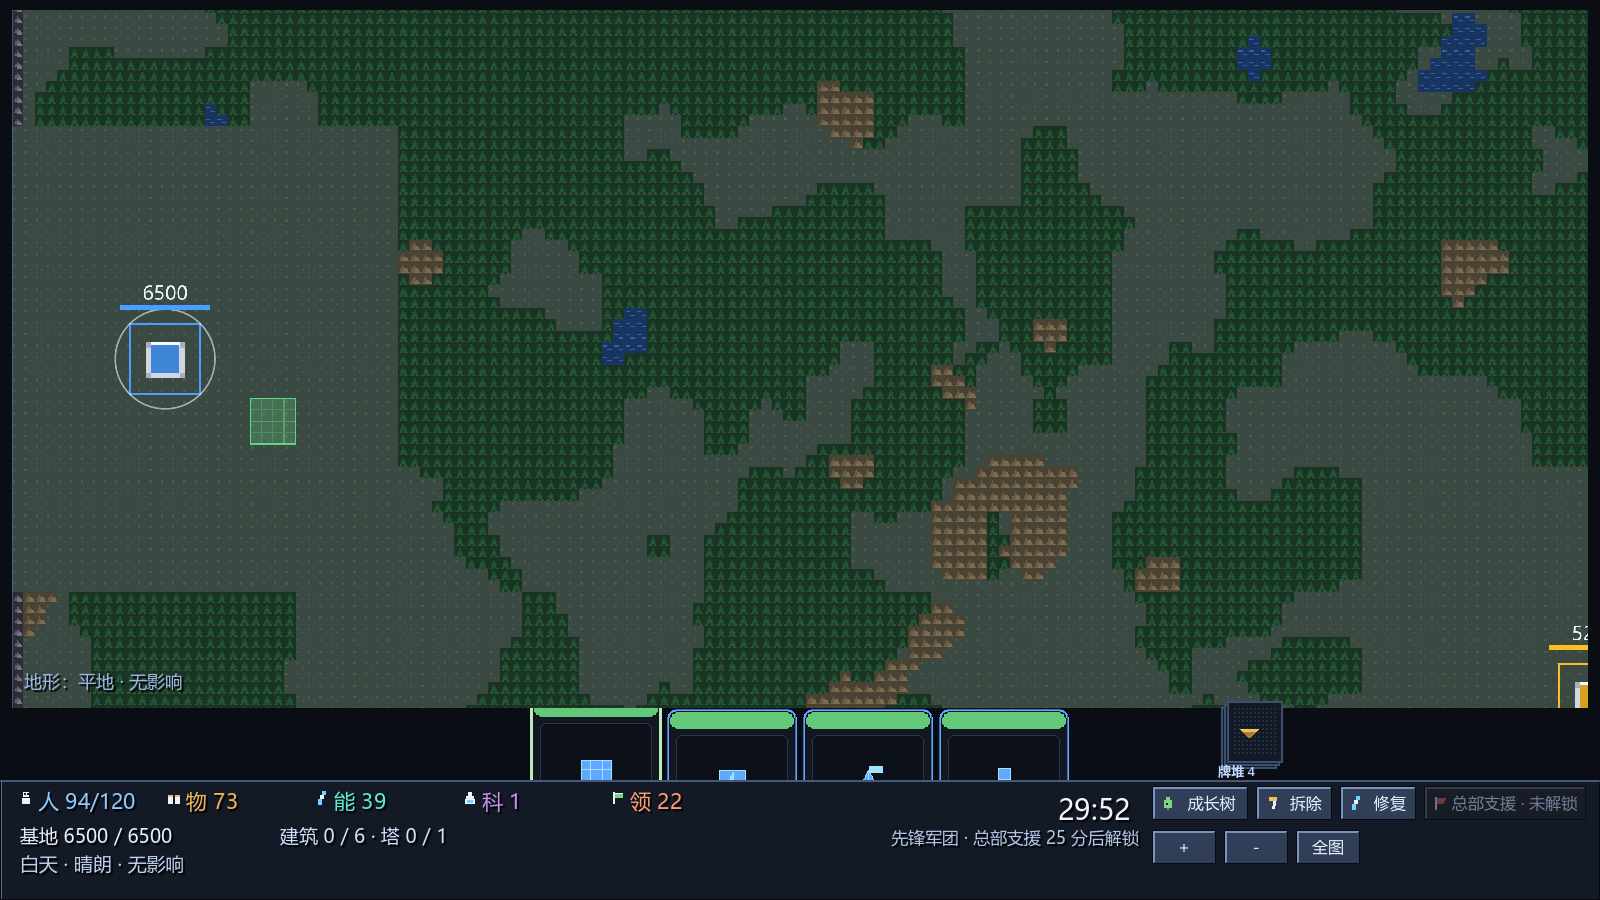 6500
52
地形：平地 · 无影响
牌堆 4
人 94/120 物 73 能 39 科 1 领 22
29:52
成长树 拆除 修复 总部支援 · 未解锁
基地 6500 / 6500 建筑 0 / 6 · 塔 0 / 1
先锋军团 · 总部支援 25 分后解锁
+ - 全图
白天 · 晴朗 · 无影响